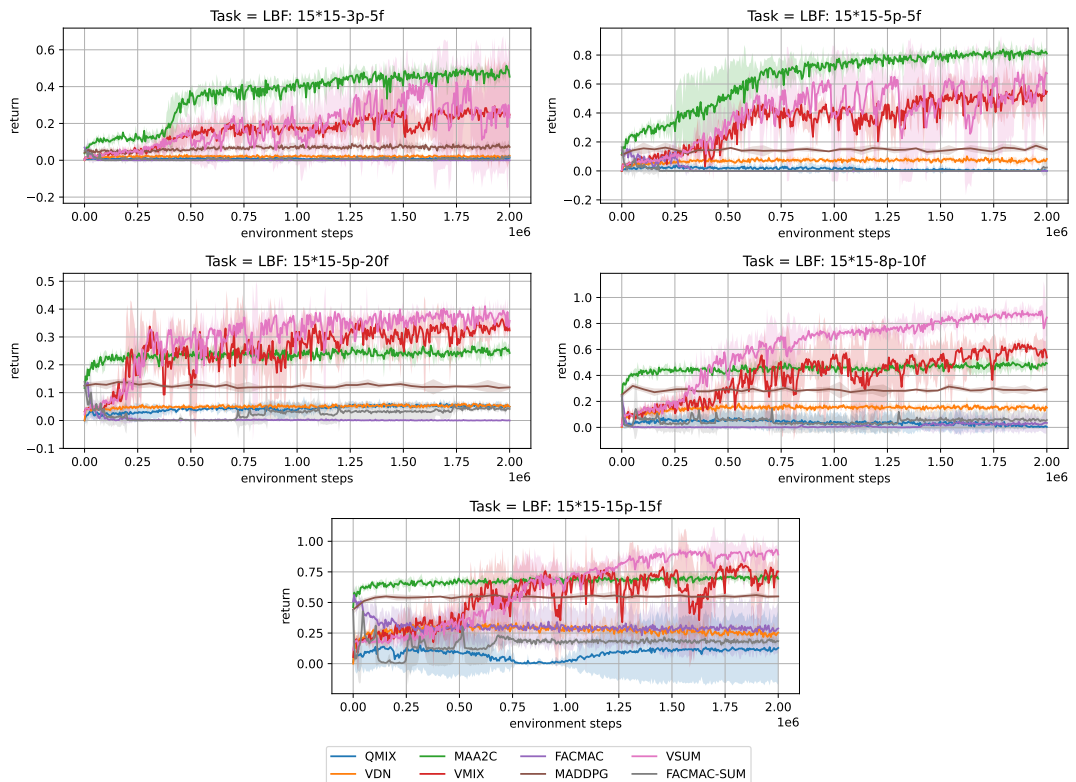 Task = LBF: 15*15-3p-5f
Task = LBF: 15*15-5p-5f
0.6
0.4
0.2
0.0
−0.2
return
0.00 0.25 0.50 0.75 1.00 1.25 1.50 1.75 2.00
environment steps
1e6
0.8
0.6
0.4
0.2
0.0
−0.2
return
0.00 0.25 0.50 0.75 1.00 1.25 1.50 1.75 2.00
environment steps
1e6
Task = LBF: 15*15-5p-20f
Task = LBF: 15*15-8p-10f
0.5
0.4
0.3
0.2
0.1
0.0
−0.1
return
0.00 0.25 0.50 0.75 1.00 1.25 1.50 1.75 2.00
environment steps
1e6
1.0
0.8
0.6
0.4
0.2
0.0
return
0.00 0.25 0.50 0.75 1.00 1.25 1.50 1.75 2.00
environment steps
1e6
Task = LBF: 15*15-15p-15f
1.00
0.75
0.50
0.25
0.00
return
0.00 0.25 0.50 0.75 1.00 1.25 1.50 1.75 2.00
environment steps
1e6
QMIX MAA2C FACMAC VSUM
VDN VMIX MADDPG FACMAC-SUM